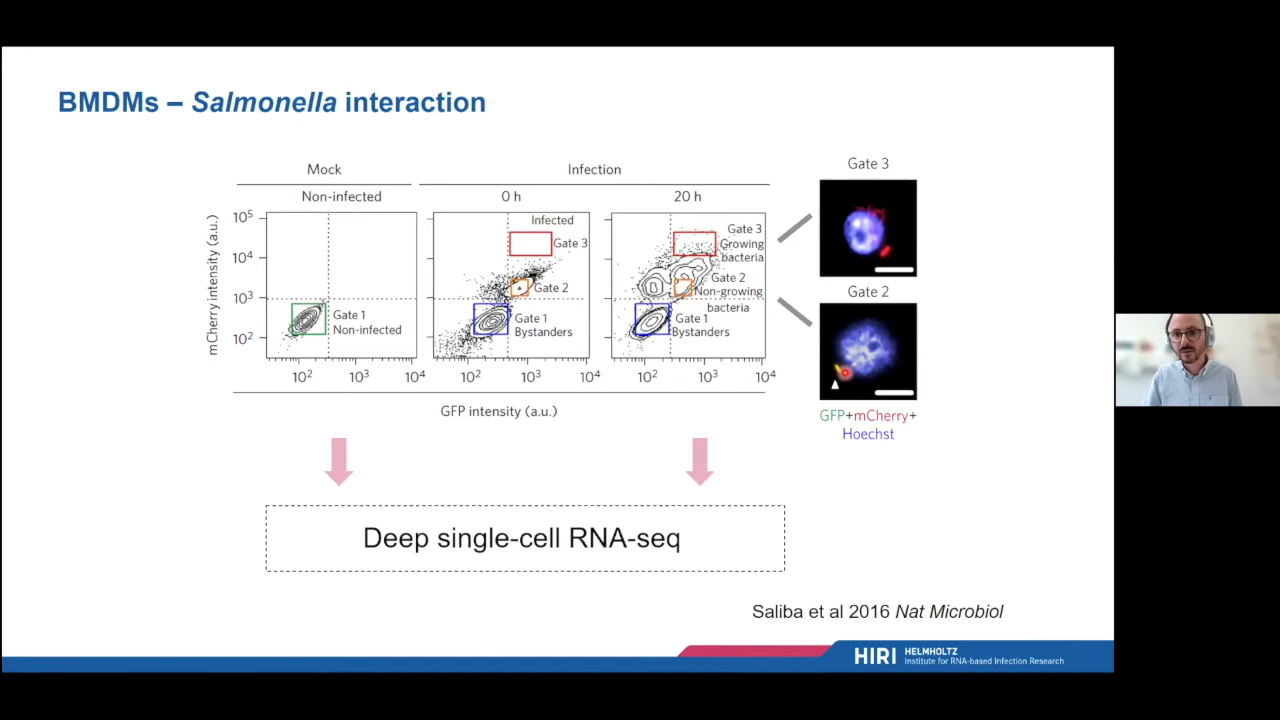 BMDMs – Salmonella interaction
Mock
Infection
Non-infected
0 h
20 h
mCherry intensity (a.u.)
10^5
10^4
10^3
10^2
Gate 1
Non-infected
10^2
10^3
10^4
Infected
Gate 3
Gate 2
Gate 1
Bystanders
10^2
10^3
10^4
Gate 3
Growing
bacteria
Gate 2
Non-growing
bacteria
Gate 1
Bystanders
10^2
10^3
10^4
GFP intensity (a.u.)
Gate 3
Gate 2
GFP+mCherry+
Hoechst
Deep single-cell RNA-seq
Saliba et al 2016 Nat Microbiol
HIRI
HELMHOLTZ
Institute for RNA-based Infection Research